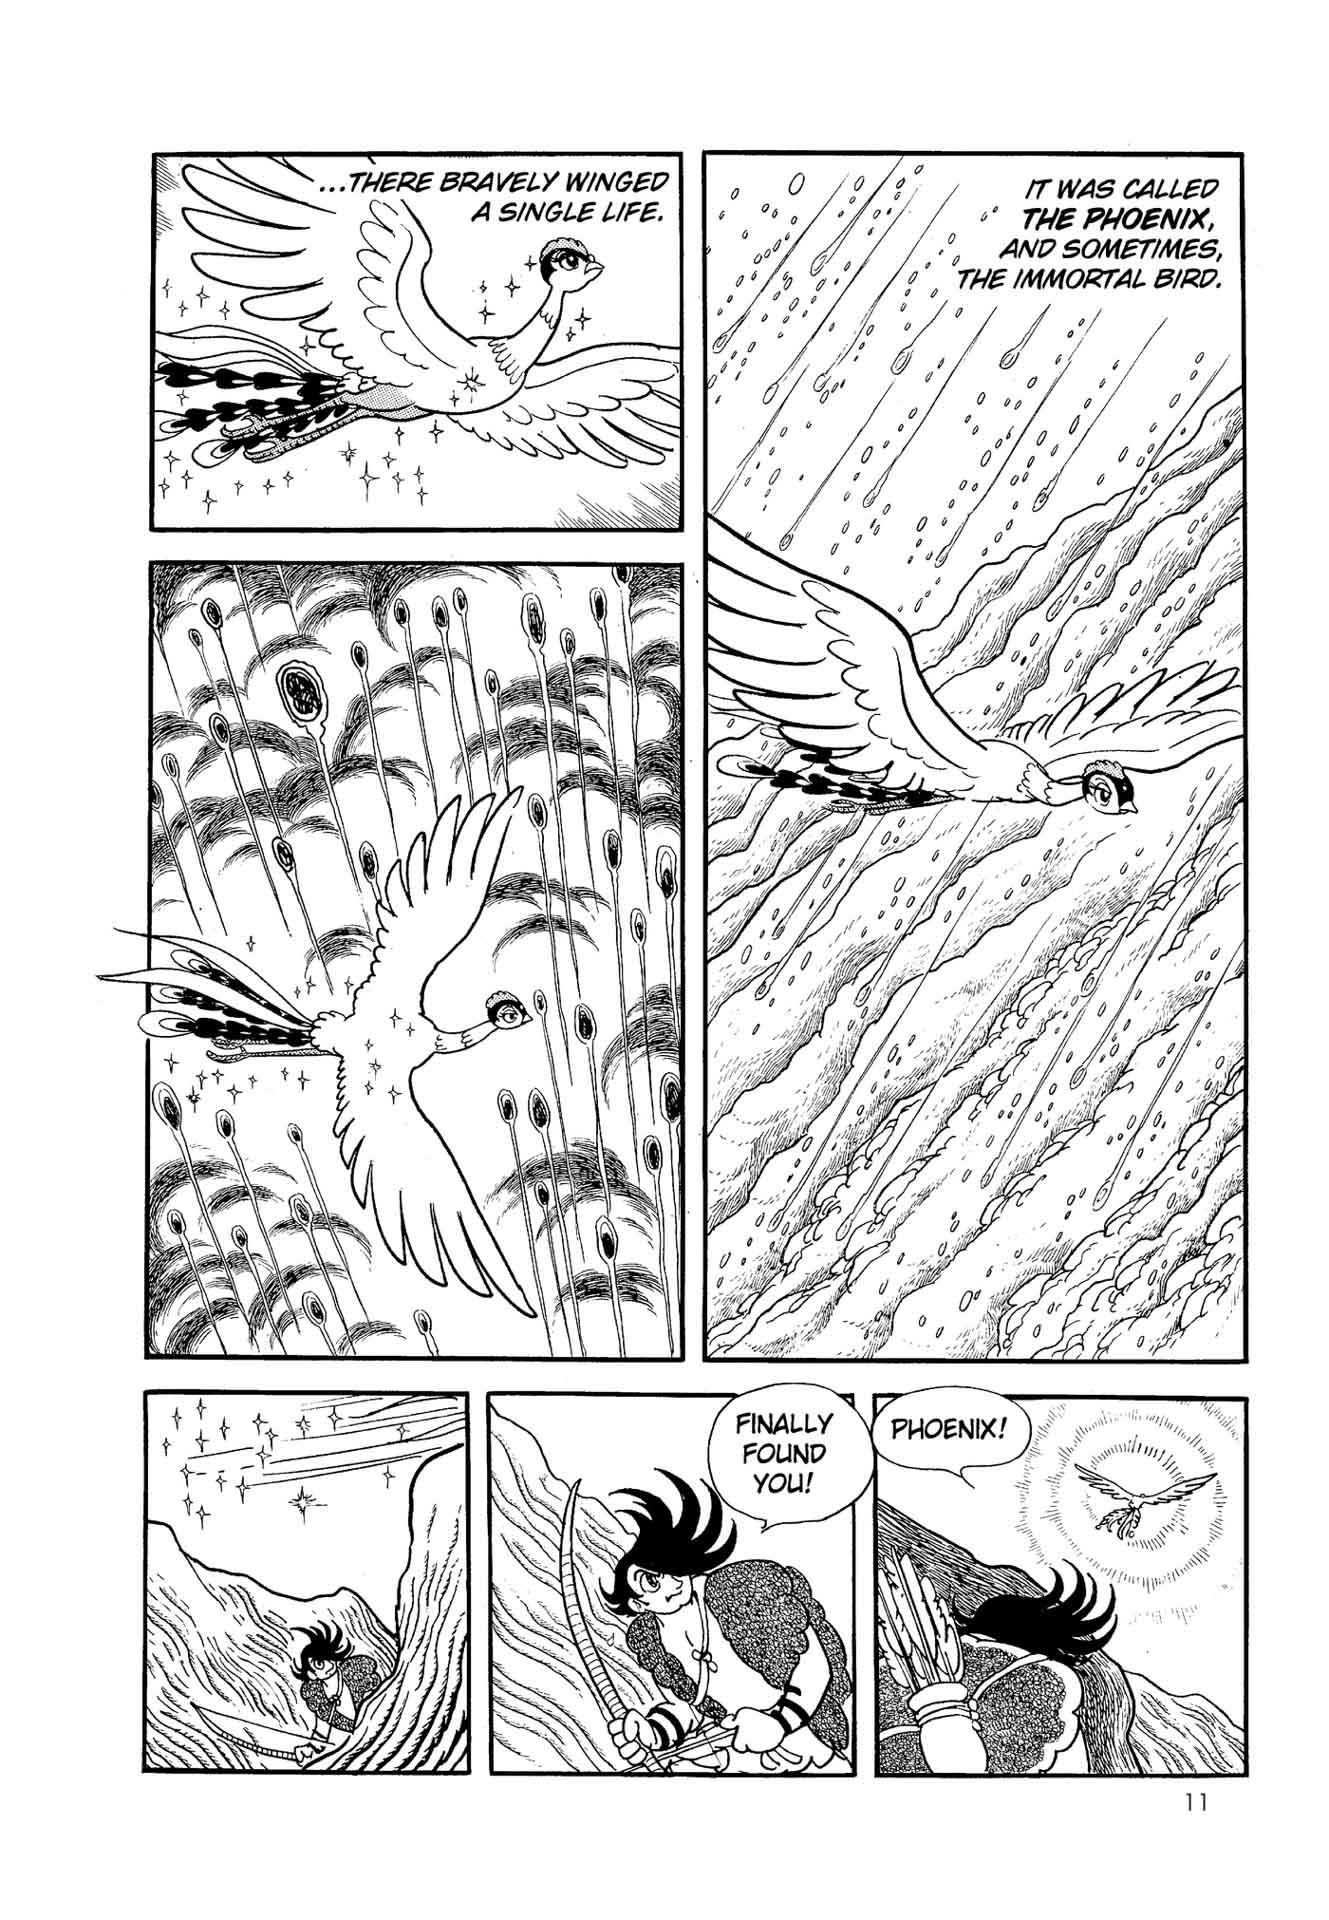 ...THERE BRAVELY WINGED
A SINGLE LIFE.
IT WAS CALLED
THE PHOENIX,
AND SOMETIMES,
THE IMMORTAL BIRD.
FINALLY
FOUND
YOU!
PHOENIX!
11